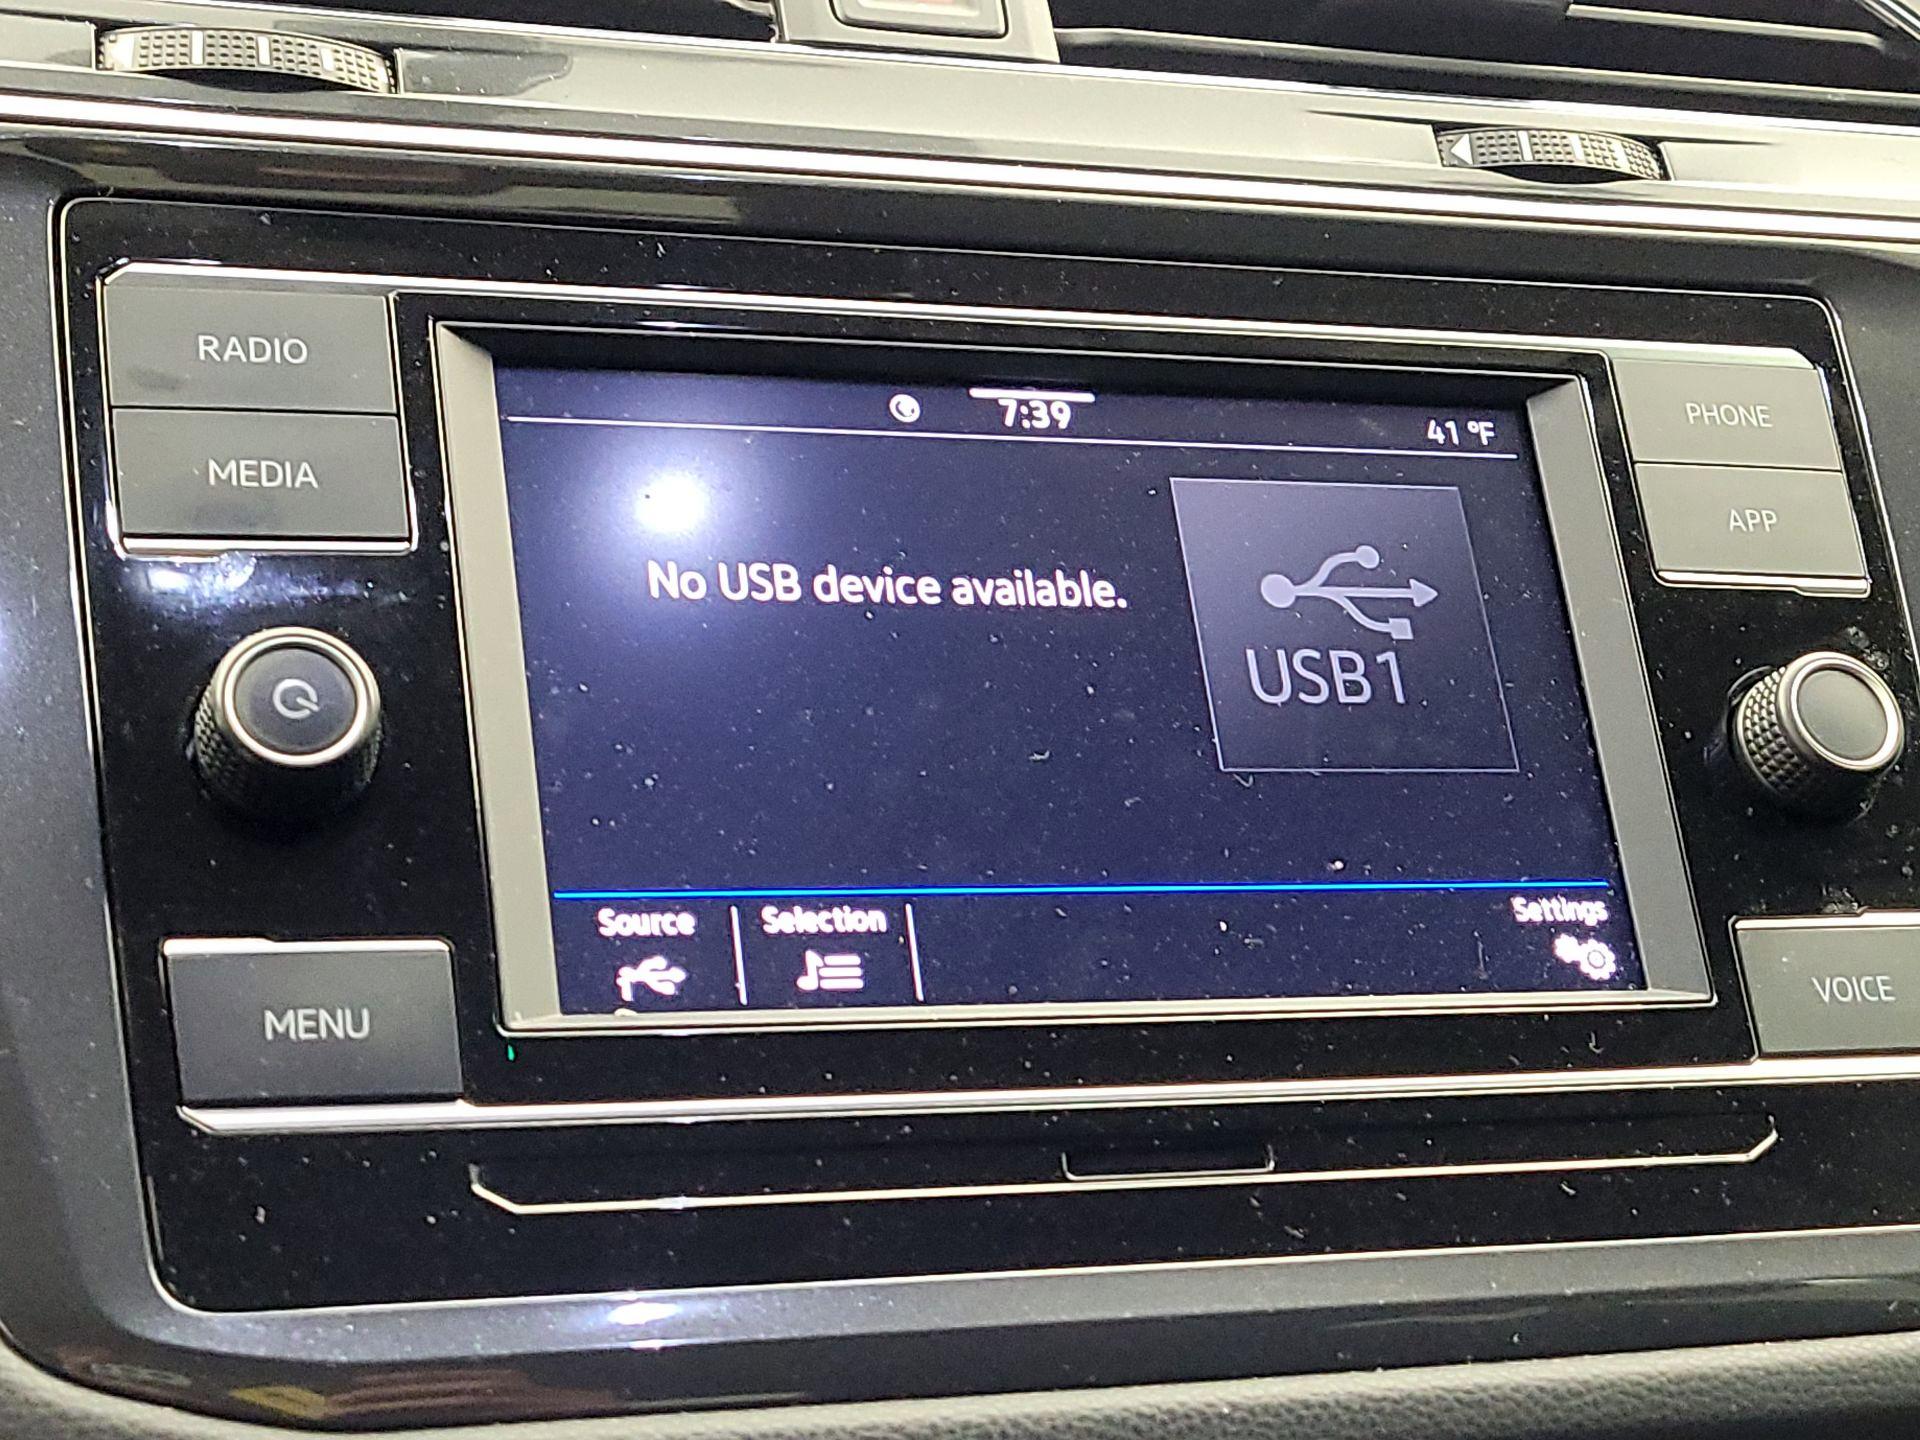 RADIO
MEDIA
MENU
7:39
41 °F
No USB device available.
USB1
Source
Selection
Settings
PHONE
APP
VOICE